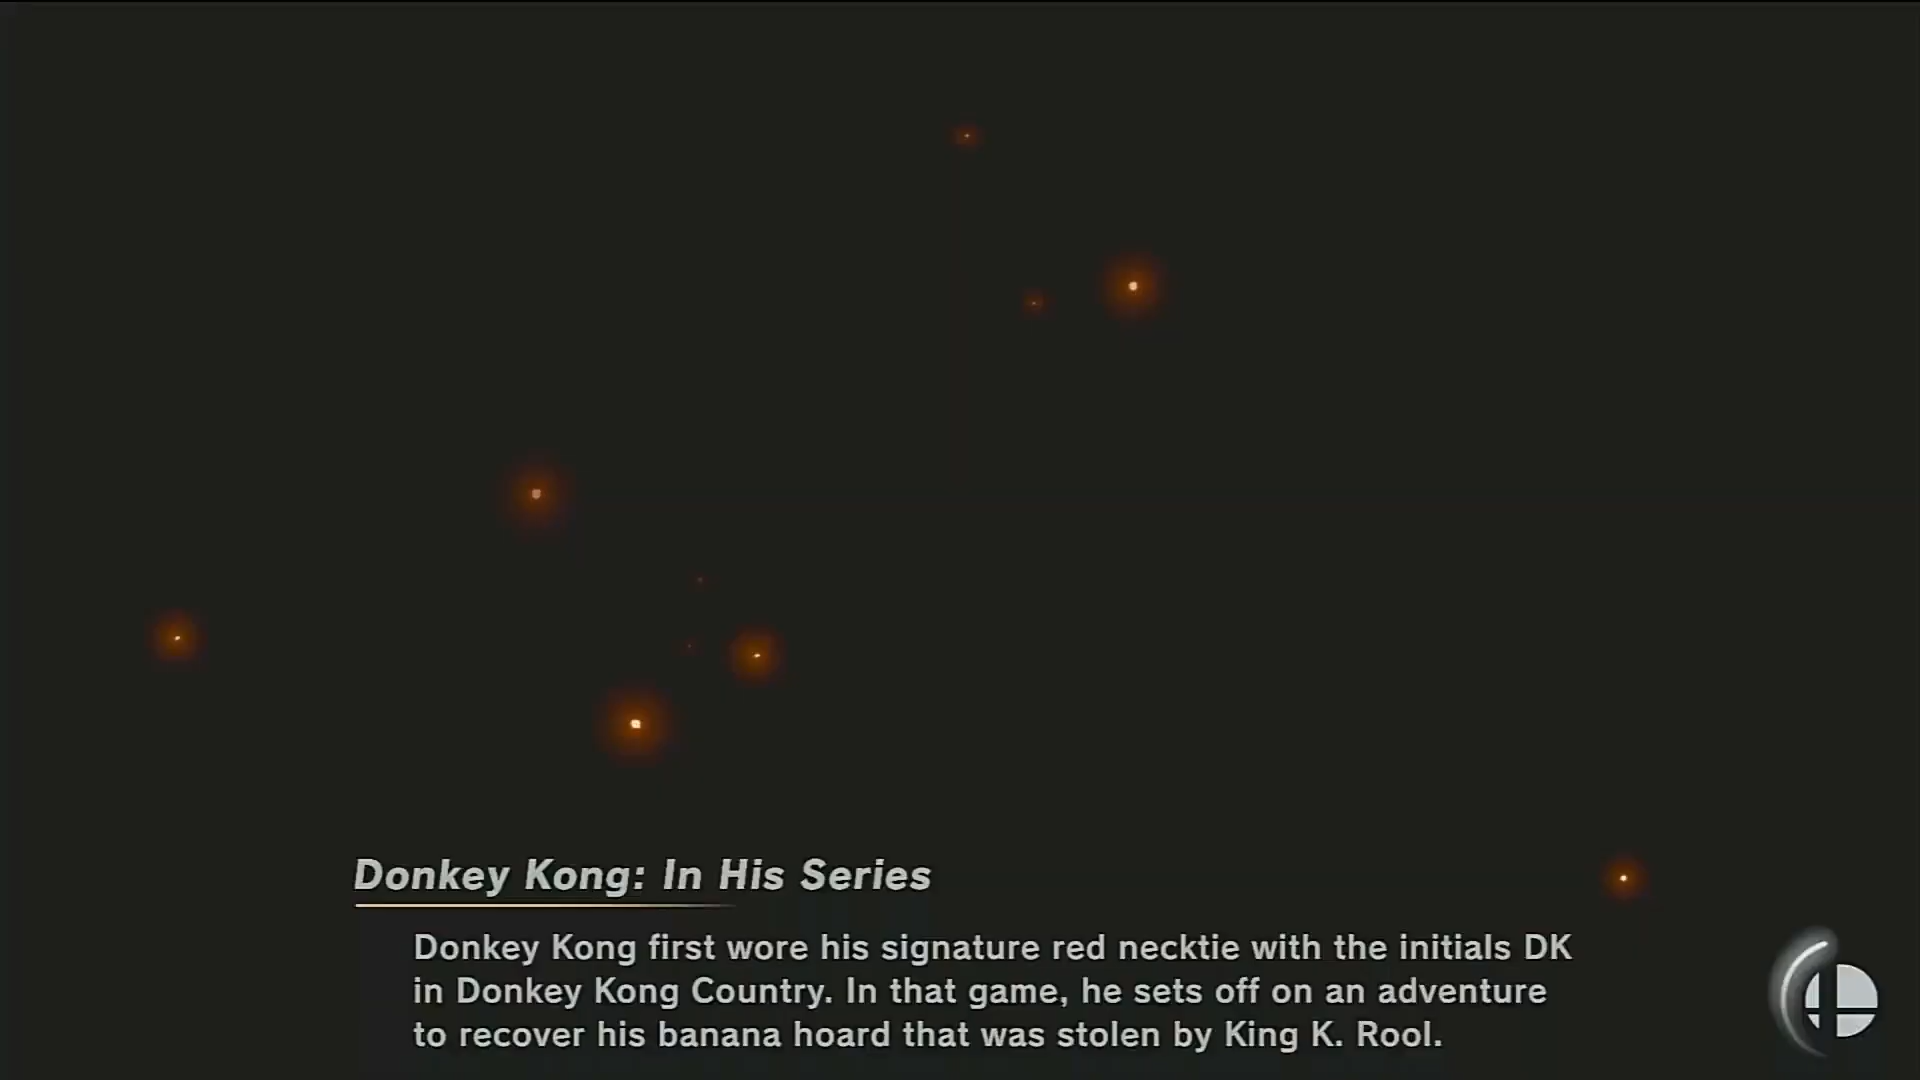 Donkey Kong: In His Series
Donkey Kong first wore his signature red necktie with the initials DK
in Donkey Kong Country. In that game, he sets off on an adventure
to recover his banana hoard that was stolen by King K. Rool.